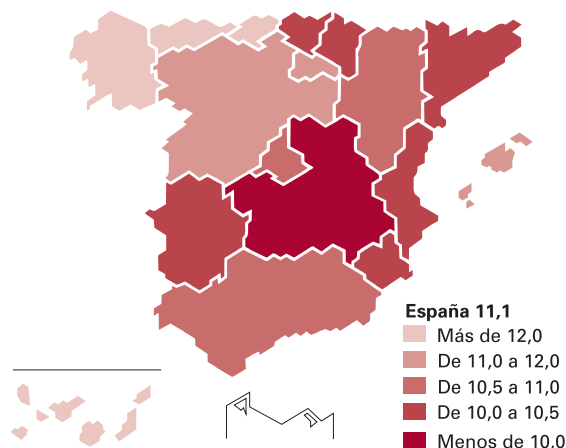 España 11,1
Más de 12,0
De 11,0 a 12,0
De 10,5 a 11,0
De 10,0 a 10,5
Menos de 10,0